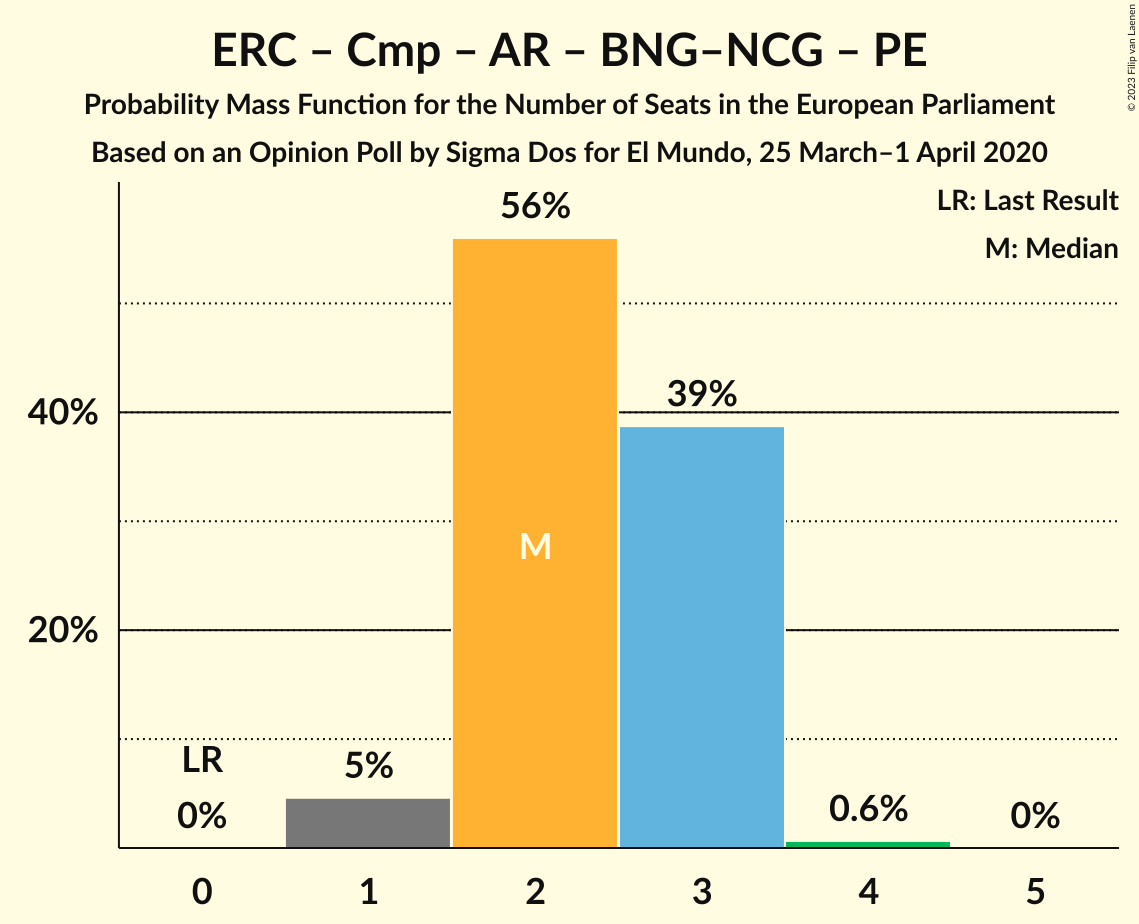 ERC – Cmp – AR – BNG–NCG – PE
Probability Mass Function for the Number of Seats in the European Parliament
Based on an Opinion Poll by Sigma Dos for El Mundo, 25 March–1 April 2020
© 2023 Filip van Laenen
LR: Last Result
M: Median
56%
39%
40%
M
20%
LR
5%
0%
0.6%
0%
0 1 2 3 4 5